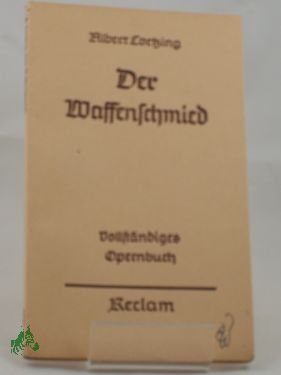 Albert Lortzing
Der
Waffenschmied
Vollständiges
Opernbuch
Reclam